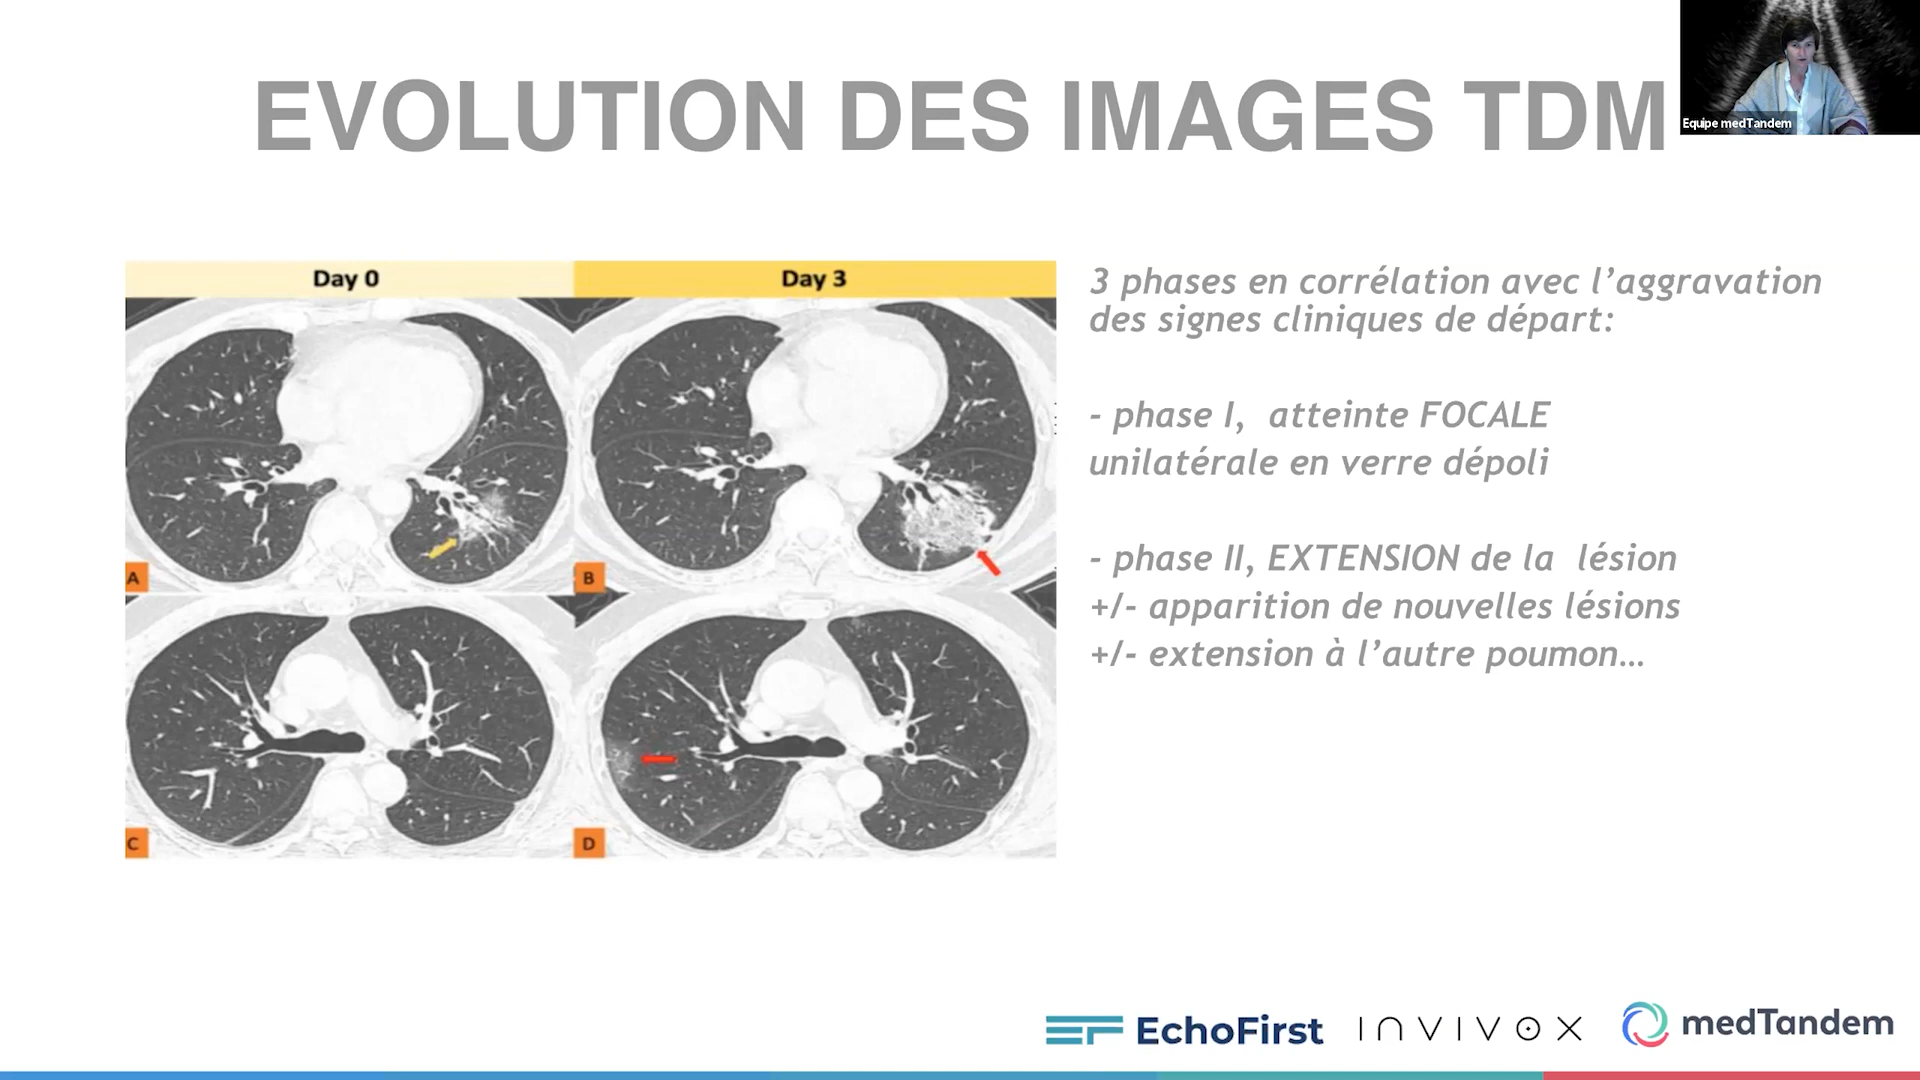 EVOLUTION DES IMAGES TDM
Equipe medTandem
Day 0
Day 3
3 phases en corrélation avec l’aggravation
des signes cliniques de départ:
- phase I,  atteinte FOCALE
unilatérale en verre dépoli
- phase II, EXTENSION de la  lésion
+/- apparition de nouvelles lésions
+/- extension à l’autre poumon…
A
B
C
D
EchoFirst
INVIVOX
medTandem